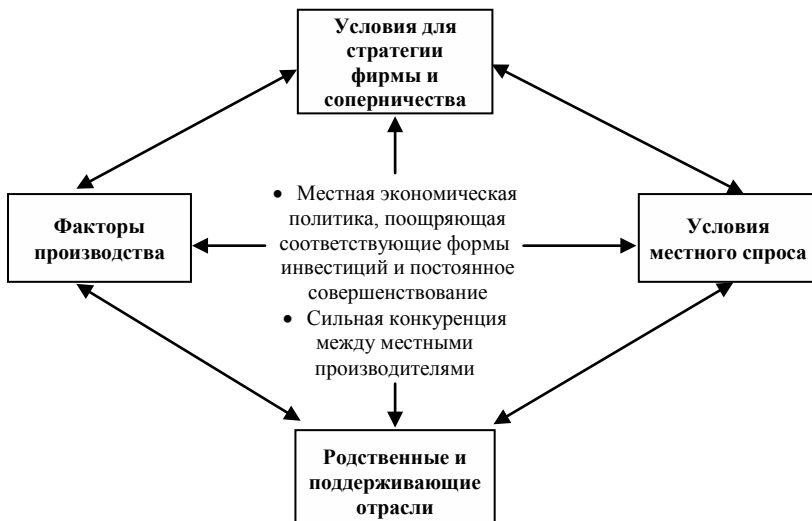 Условия для
стратегии
фирмы и
соперничества
Факторы
производства
• Местная экономическая
политика, поощряющая
соответствующие формы
инвестиций и постоянное
совершенствование
• Сильная конкуренция
между местными
производителями
Условия
местного спроса
Родственные и
поддерживающие
отрасли